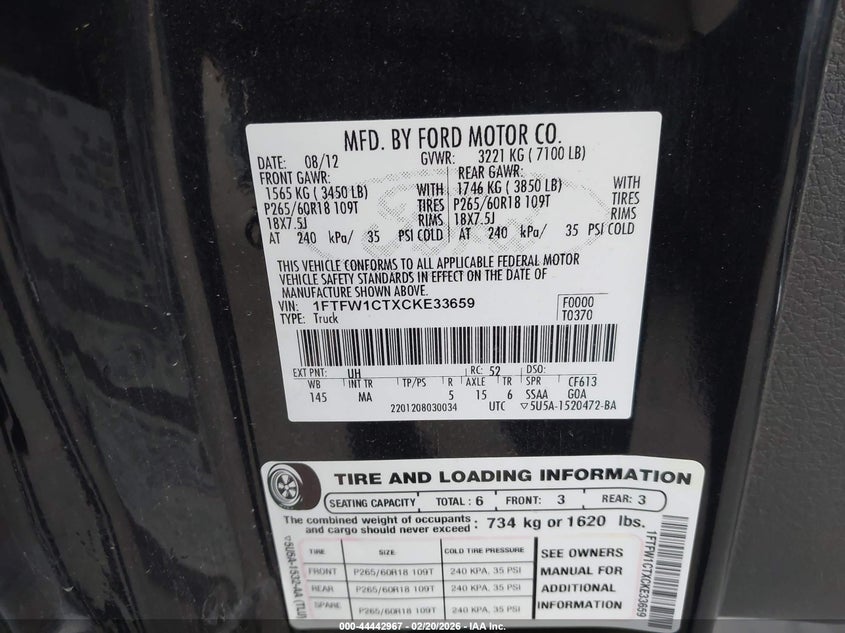 MFD. BY FORD MOTOR CO.
DATE: 08/12 GVWR: 3221 KG ( 7100 LB)
FRONT GAWR: REAR GAWR:
1565 KG ( 3450 LB) WITH 1746 KG ( 3850 LB) WITH
P265/60R18 109T TIRES P265/60R18 109T TIRES
18X7.5J RIMS 18X7.5J RIMS
AT 240 kPa/ 35 PSI COLD AT 240 kPa/ 35 PSI COLD
THIS VEHICLE CONFORMS TO ALL APPLICABLE FEDERAL MOTOR
VEHICLE SAFETY STANDARDS IN EFFECT ON THE DATE OF
MANUFACTURE SHOWN ABOVE.
VIN: 1FTFW1CTXCKE33659 F0000
TYPE: Truck T0370
EXT PNT: UH RC: 52 DSO:
WB INT TR TP/PS R AXLE TR SPR CF613
145 MA 5 15 6 SSAA GOA
2201208030034 UTC ▽5U5A-1520472-BA
TIRE AND LOADING INFORMATION
SEATING CAPACITY TOTAL : 6 FRONT: 3 REAR: 3
The combined weight of occupants and cargo should never exceed : 734 kg or 1620 lbs.
TIRE SIZE COLD TIRE PRESSURE
FRONT P265/60R18 109T 240 KPA, 35 PSI
REAR P265/60R18 109T 240 KPA, 35 PSI
SPARE P265/60R18 109T 240 KPA, 35 PSI
SEE OWNERS
MANUAL FOR
ADDITIONAL
INFORMATION
▽5U5A-1532-AA (TLU)
1FTFW1CTXCKE33659
000-44442967 - 02/20/2026 - IAA Inc.